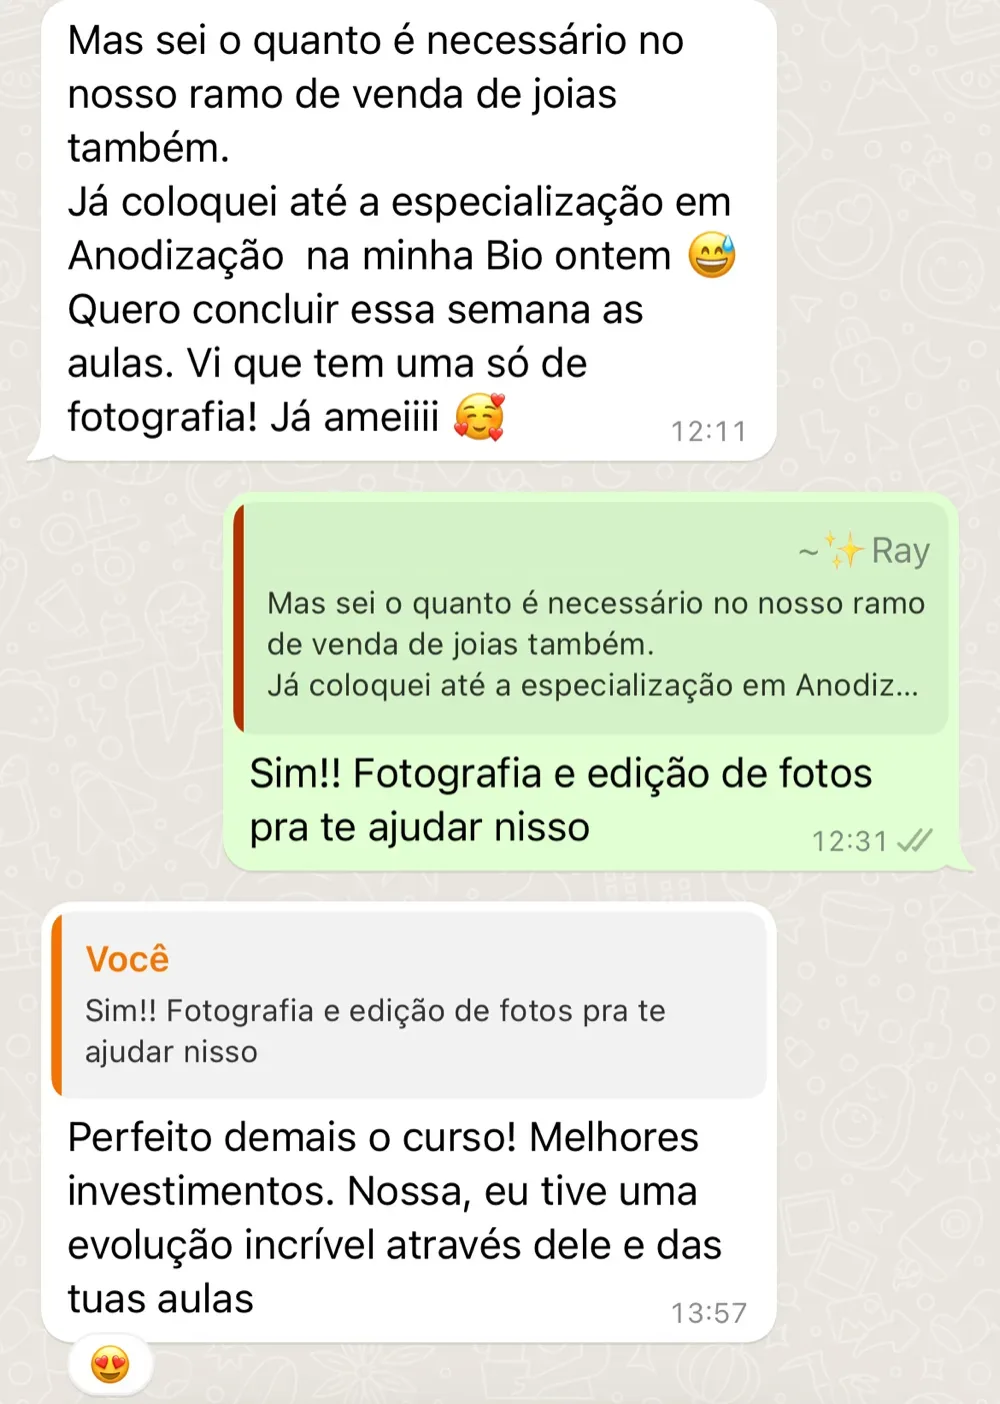 Mas sei o quanto é necessário no
nosso ramo de venda de joias
também.
Já coloquei até a especialização em
Anodização  na minha Bio ontem 😅
Quero concluir essa semana as
aulas. Vi que tem uma só de
fotografia! Já ameiiii 🥰
12:11
~✨Ray
Mas sei o quanto é necessário no nosso ramo
de venda de joias também.
Já coloquei até a especialização em Anodiz...
Sim!! Fotografia e edição de fotos
pra te ajudar nisso
12:31
Você
Sim!! Fotografia e edição de fotos pra te
ajudar nisso
Perfeito demais o curso! Melhores
investimentos. Nossa, eu tive uma
evolução incrível através dele e das
tuas aulas
13:57
😍